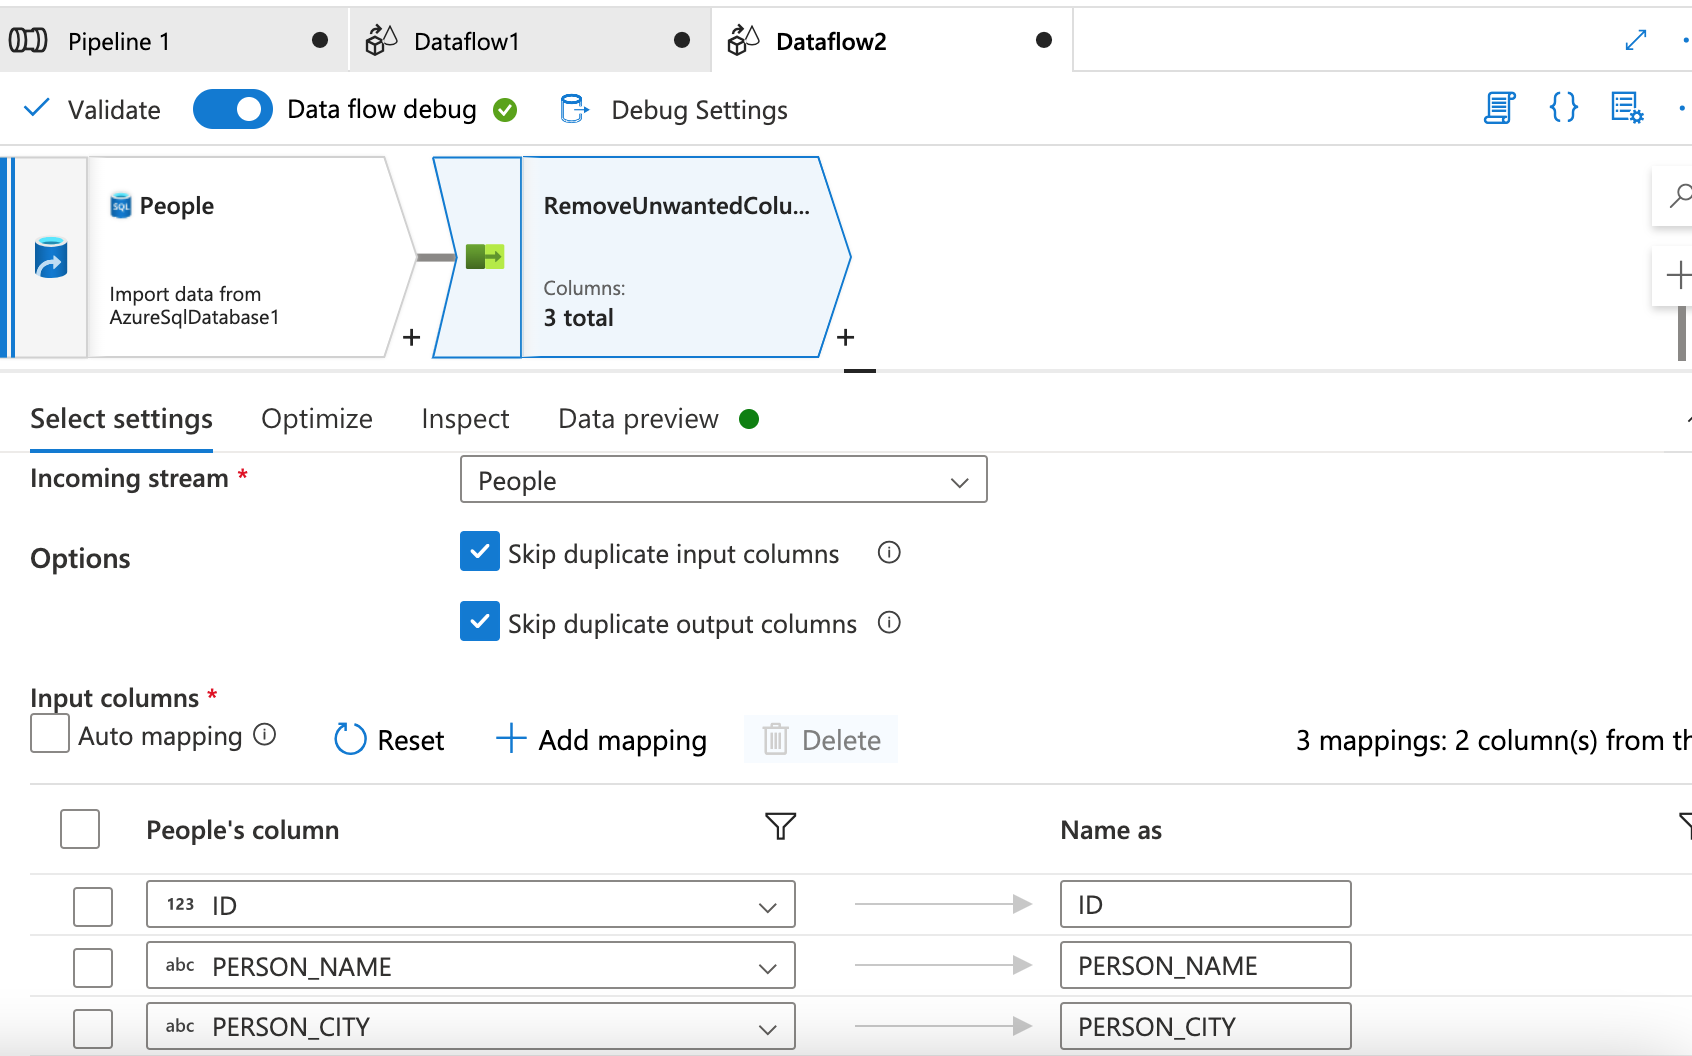 Pipeline 1
Dataflow1
Dataflow2
Validate
Data flow debug
Debug Settings
SQL
People
Import data from
AzureSqlDatabase1
+
RemoveUnwantedColu...
Columns:
3 total
+
Select settings
Optimize
Inspect
Data preview
Incoming stream *
People
Options
Skip duplicate input columns
Skip duplicate output columns
Input columns *
Auto mapping
Reset
Add mapping
Delete
3 mappings: 2 column(s) from th
People's column
Name as
123 ID
ID
abc PERSON_NAME
PERSON_NAME
abc PERSON_CITY
PERSON_CITY